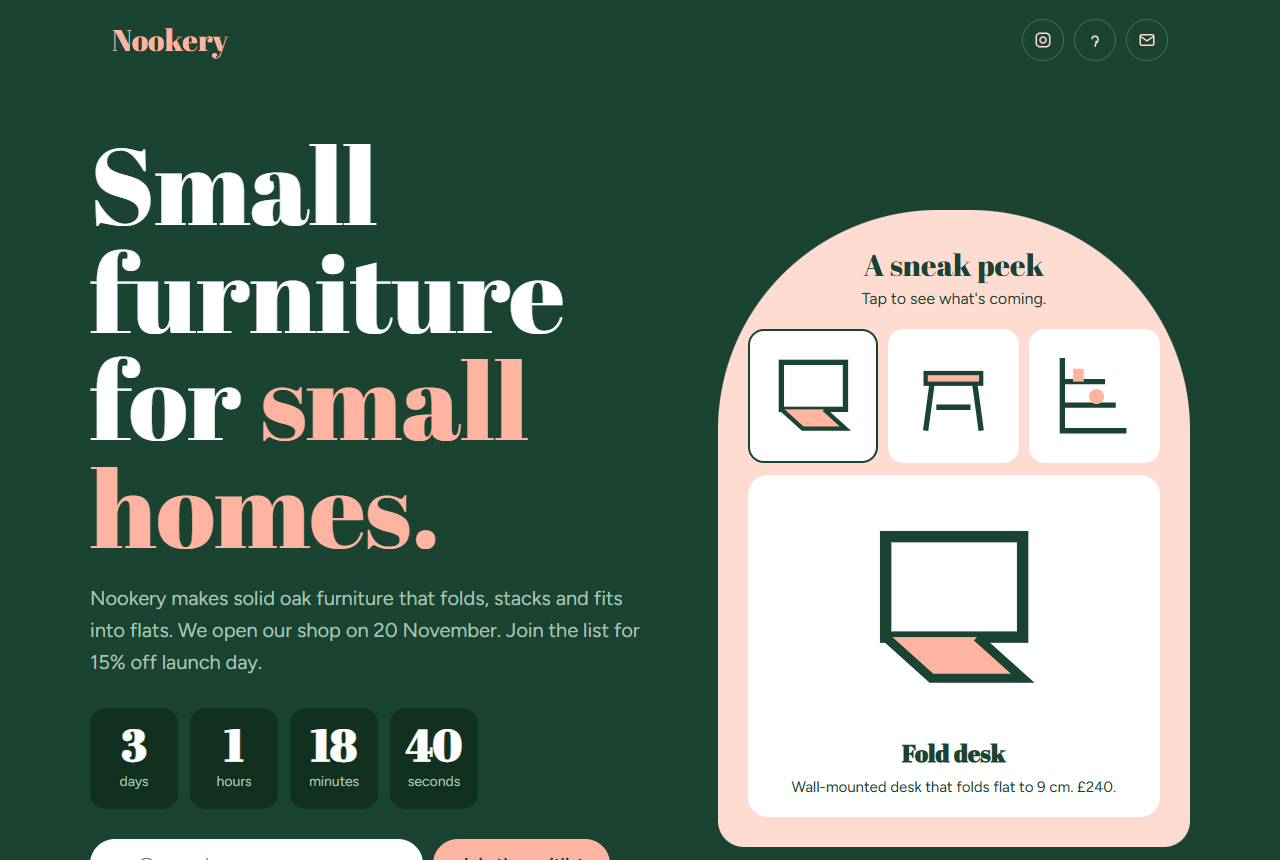 Nookery
Small
furniture
for small
homes.
Nookery makes solid oak furniture that folds, stacks and fits
into flats. We open our shop on 20 November. Join the list for
15% off launch day.
3
days
1
hours
18
minutes
40
seconds
A sneak peek
Tap to see what's coming.
Fold desk
Wall-mounted desk that folds flat to 9 cm. £240.